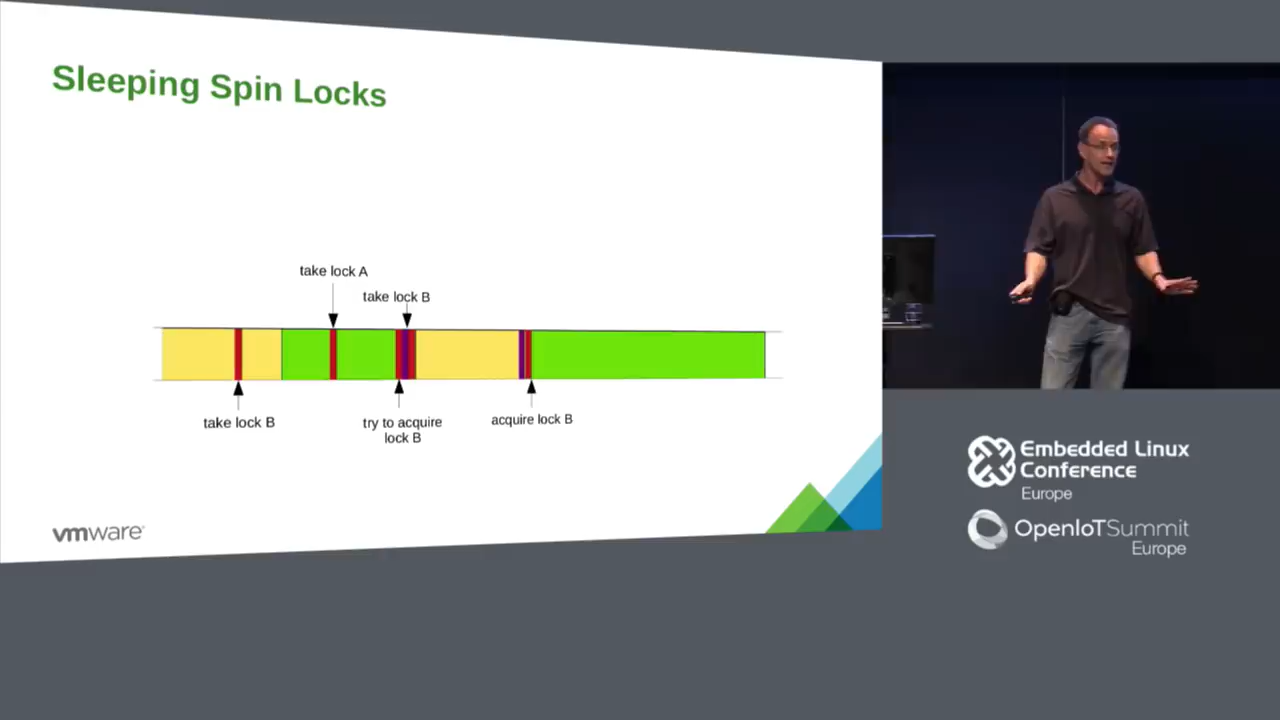 Sleeping Spin Locks
take lock A
take lock B
take lock B
try to acquire
lock B
acquire lock B
vmware
Embedded Linux
Conference
Europe
OpenIoTSummit
Europe